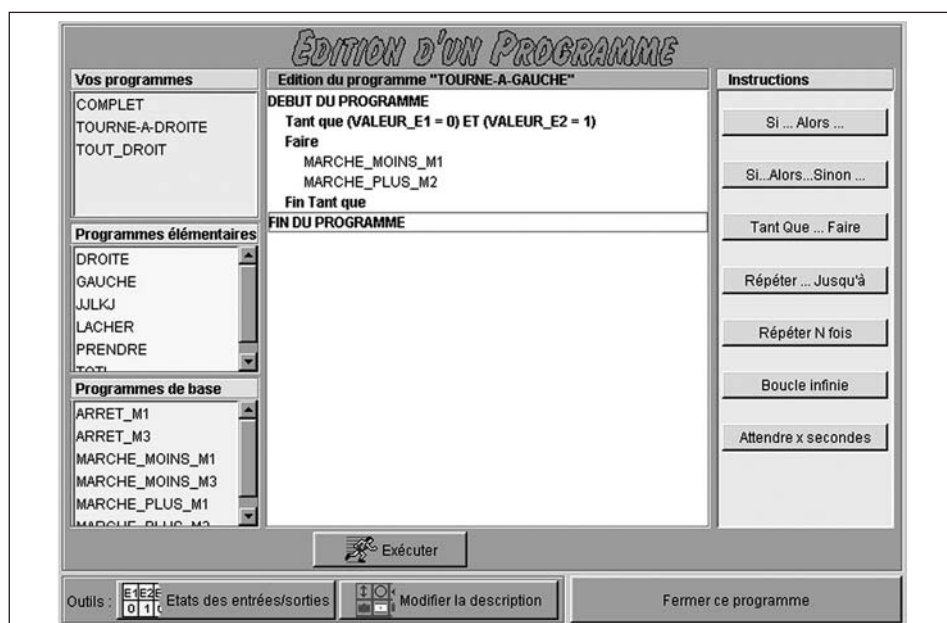 EDITION D'UN PROGRAMME
Vos programmes
COMPLET
TOURNE-A-DROITE
TOUT_DROIT
Programmes élémentaires
DROITE
GAUCHE
JJLKJ
LACHER
PRENDRE
Programmes de base
ARRET_M1
ARRET_M3
MARCHE_MOINS_M1
MARCHE_MOINS_M3
MARCHE_PLUS_M1
Edition du programme "TOURNE-A-GAUCHE"
DEBUT DU PROGRAMME
Tant que (VALEUR_E1 = 0) ET (VALEUR_E2 = 1)
Faire
MARCHE_MOINS_M1
MARCHE_PLUS_M2
Fin Tant que
FIN DU PROGRAMME
Instructions
Si ... Alors ...
Si...Alors...Sinon ...
Tant Que ... Faire
Répéter ... Jusqu'à
Répéter N fois
Boucle infinie
Attendre x secondes
Exécuter
Outils :
E1 E2 E
0 1
Etats des entrées/sorties
Modifier la description
Fermer ce programme